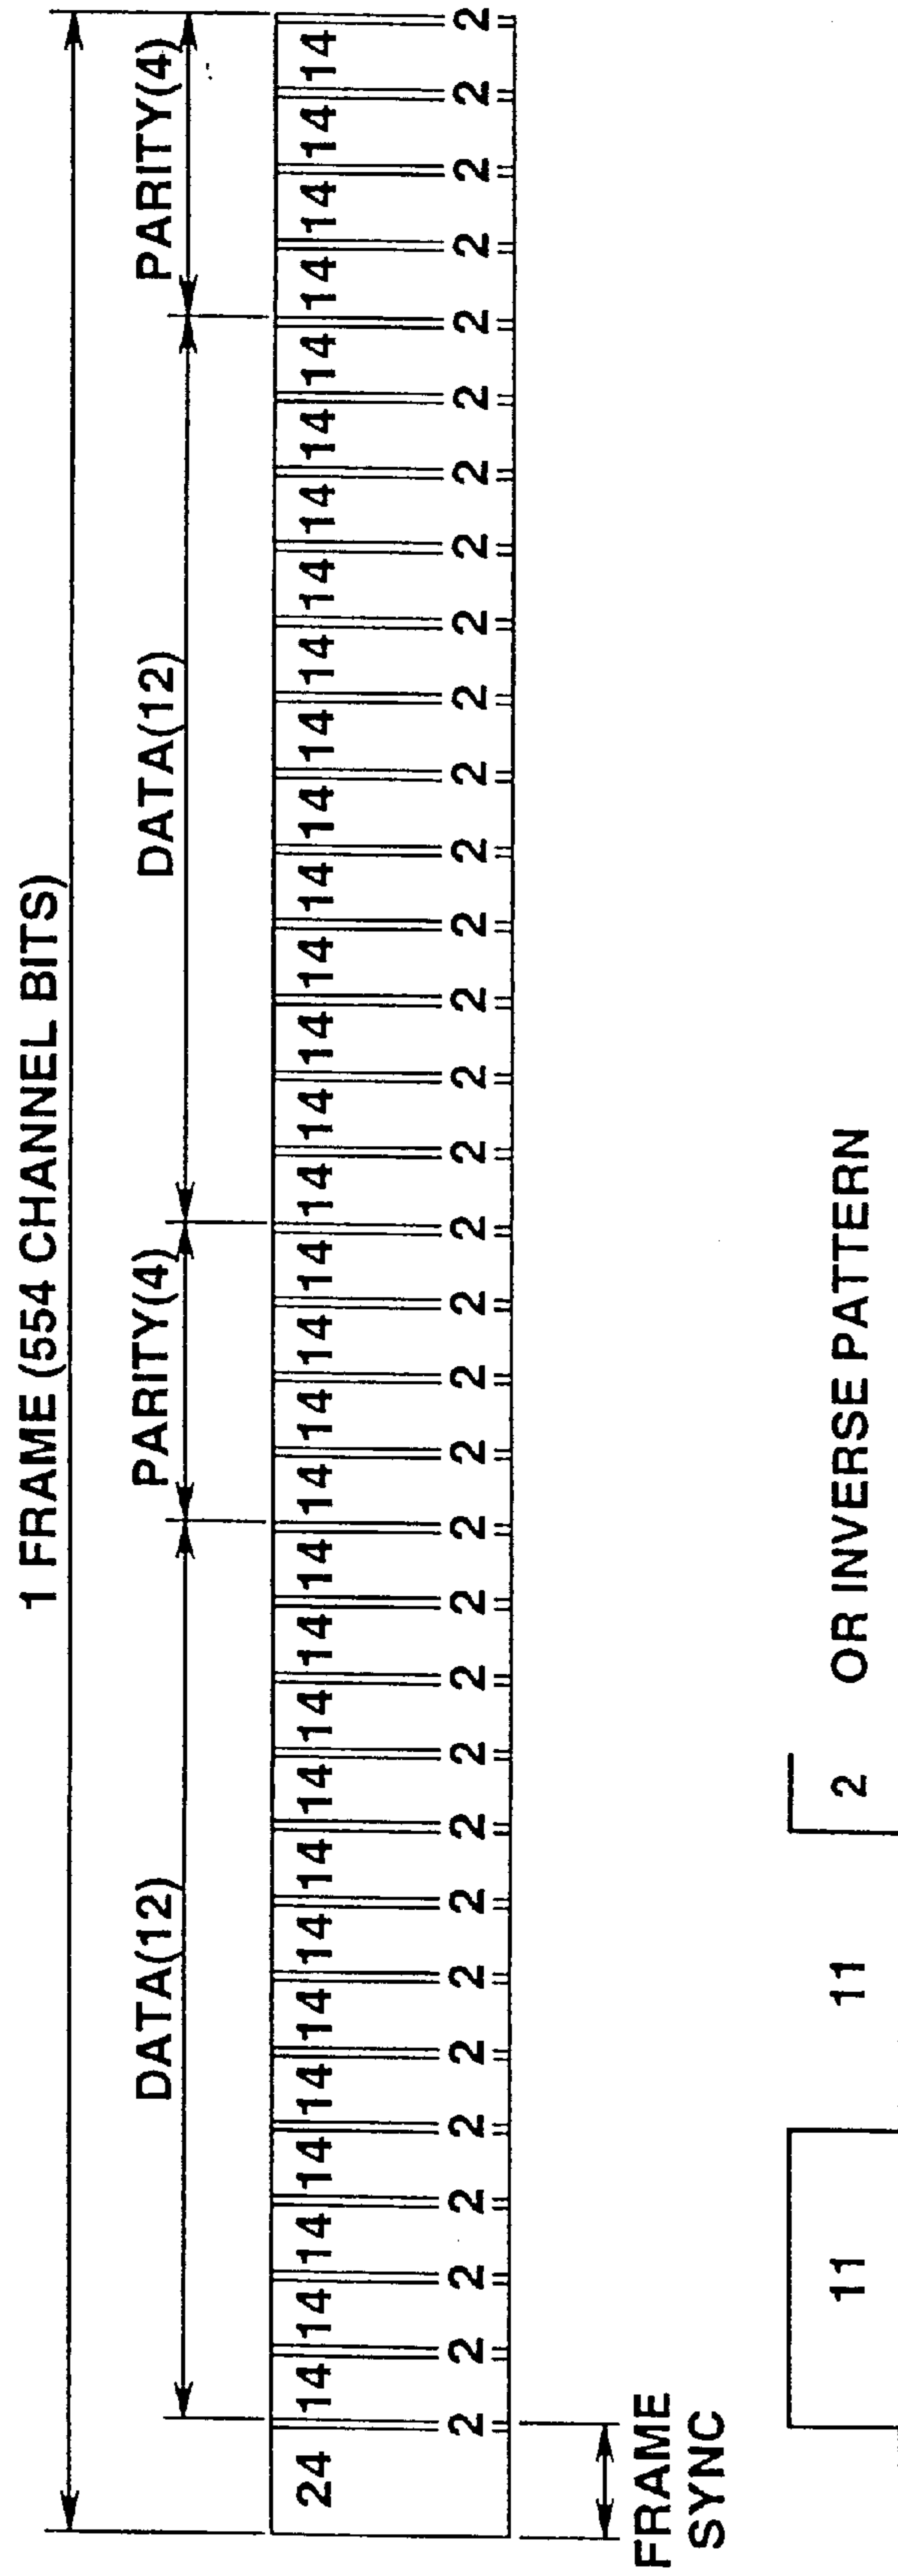 1 FRAME (554 CHANNEL BITS)
DATA(12) PARITY(4) DATA(12) PARITY(4)
24 14 14 14 14 14 14 14 14 14 14 14 14 14 14 14 14 14 14 14 14 14 14 14 14 14 14 14 14 14 14 14 14
2 2 2 2 2 2 2 2 2 2 2 2 2 2 2 2 2 2 2 2 2 2 2 2 2 2 2 2 2 2 2 2 2
FRAME
SYNC
11 11 2 OR INVERSE PATTERN